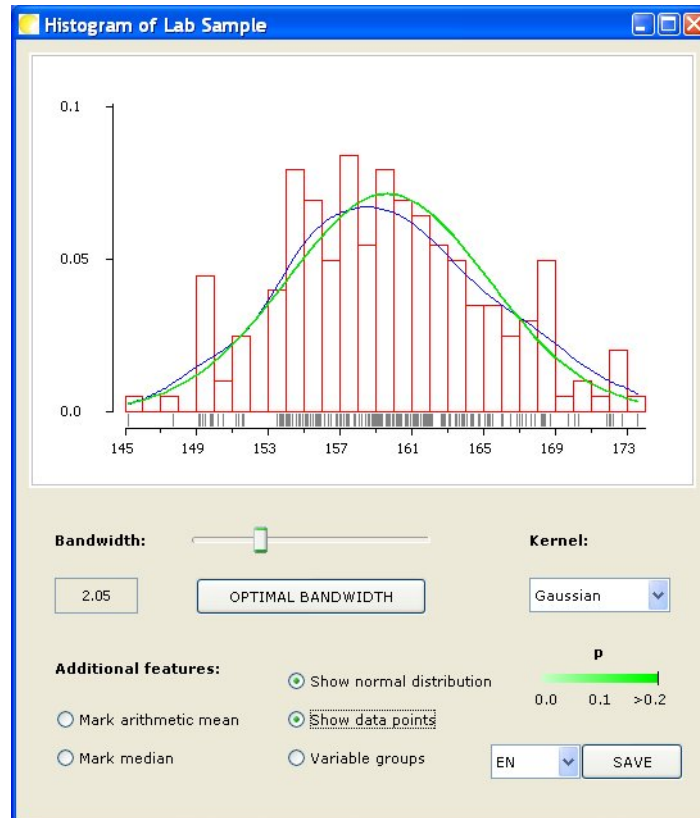 Histogram of Lab Sample
0.1
0.05
0.0
145 149 153 157 161 165 169 173
Bandwidth:
Kernel:
2.05
OPTIMAL BANDWIDTH
Gaussian
Additional features:
p
Show normal distribution
0.0 0.1 >0.2
Mark arithmetic mean
Show data points
Mark median
Variable groups
EN
SAVE